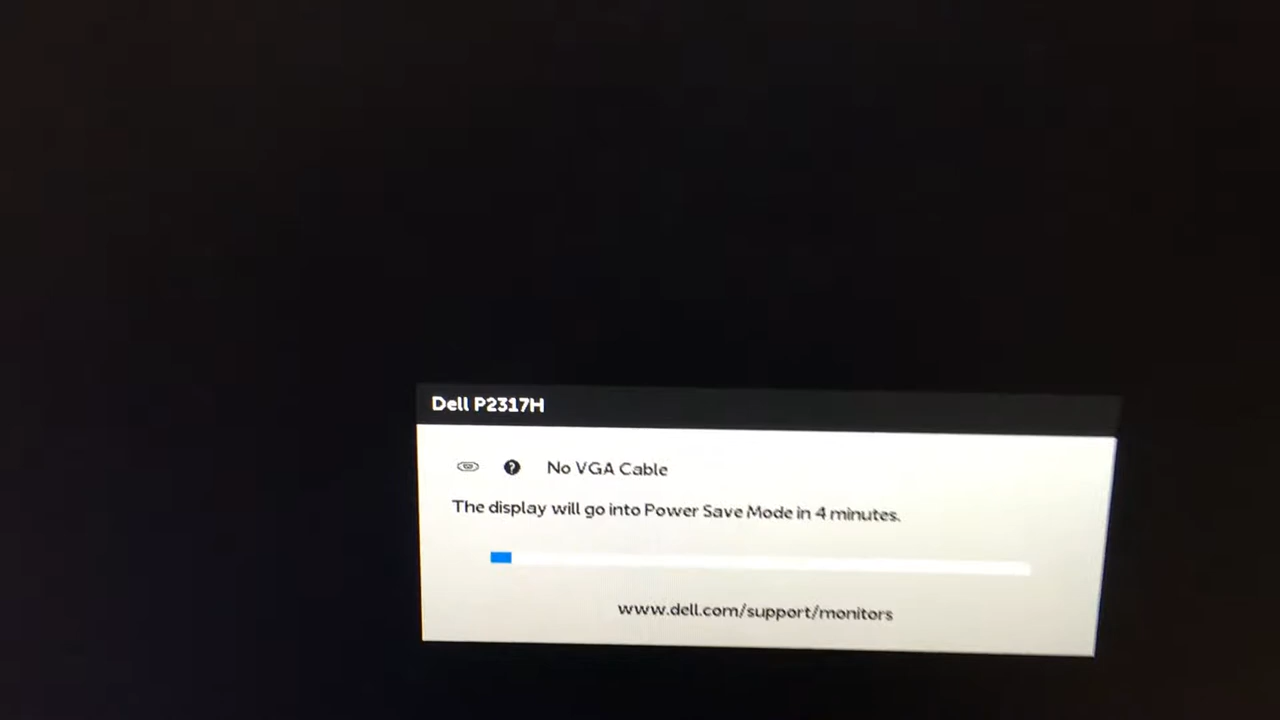 Dell P2317H
? No VGA Cable
The display will go into Power Save Mode in 4 minutes.
www.dell.com/support/monitors